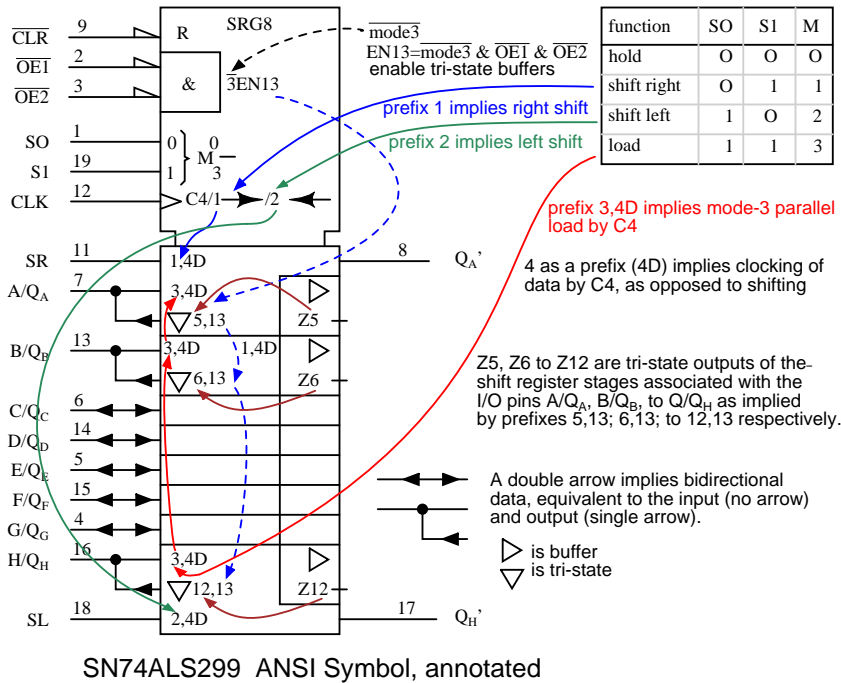 9
CLR
R
SRG8
mode3
EN13=mode3 & OE1 & OE2
enable tri-state buffers
2
OE1
3
OE2
&
3EN13
function SO S1 M
hold O O O
shift right O 1 1
shift left 1 O 2
load 1 1 3
prefix 1 implies right shift
prefix 2 implies left shift
1
SO
19
S1
0
1
} M 0
3
12
CLK
C4/1
/2
prefix 3,4D implies mode-3 parallel
load by C4
11
SR
1,4D
8
QA’
4 as a prefix (4D) implies clocking of
data by C4, as opposed to shifting
7
A/QA
3,4D
5,13
Z5
13
B/QB
3,4D
1,4D
6,13
Z6
Z5, Z6 to Z12 are tri-state outputs of the
shift register stages associated with the
I/O pins A/QA, B/QB, to Q/QH as implied
by prefixes 5,13; 6,13; to 12,13 respectively.
6
C/QC
14
D/QD
5
E/QE
15
F/QF
4
G/QG
16
H/QH
A double arrow implies bidirectional
data, equivalent to the input (no arrow)
and output (single arrow).
is buffer
is tri-state
3,4D
12,13
Z12
18
SL
2,4D
17
QH’
SN74ALS299 ANSI Symbol, annotated